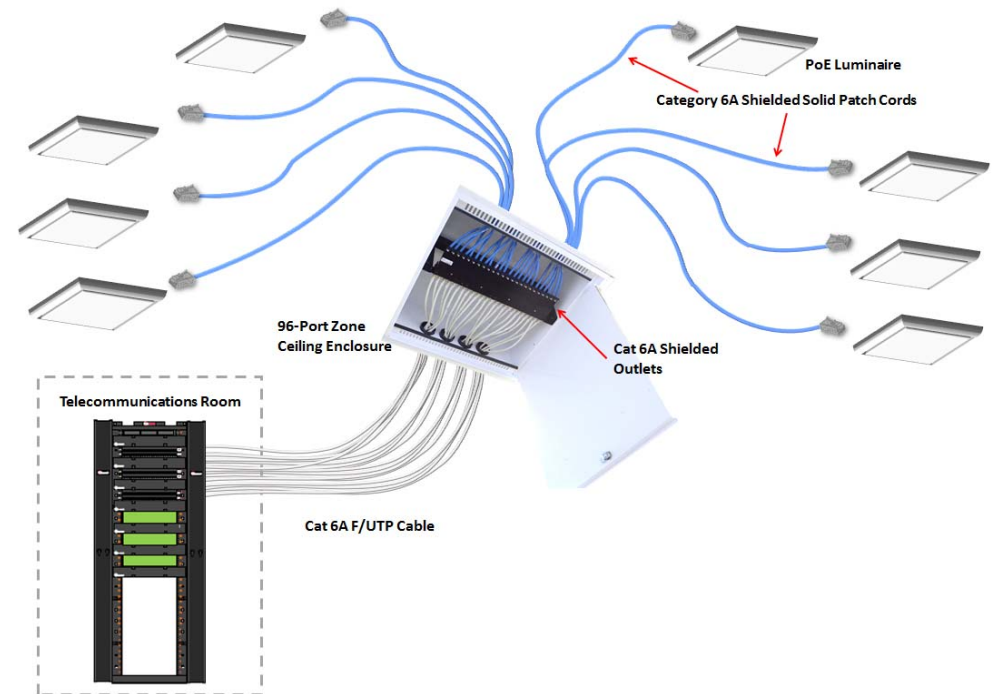 PoE Luminaire
Category 6A Shielded Solid Patch Cords
96-Port Zone
Ceiling Enclosure
Cat 6A Shielded
Outlets
Telecommunications Room
Cat 6A F/UTP Cable